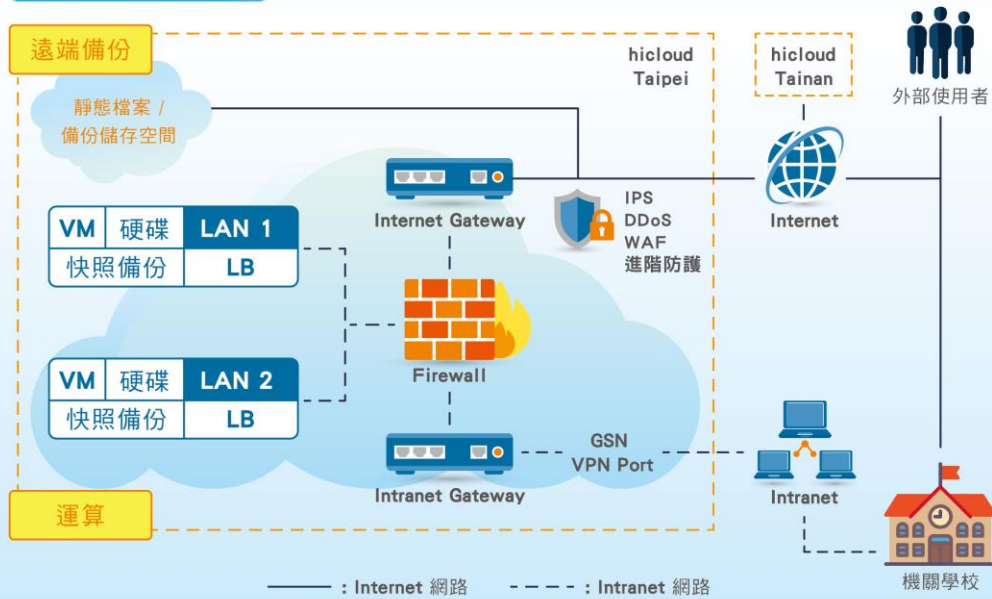 遠端備份
hicloud
Taipei
hicloud
Tainan
外部使用者
靜態檔案 /
備份儲存空間
Internet Gateway
IPS
DDoS
WAF
進階防護
Internet
VM 硬碟 LAN 1
快照備份 LB
Firewall
VM 硬碟 LAN 2
快照備份 LB
GSN
VPN Port
Intranet Gateway
Intranet
運算
機關學校
: Internet 網路
: Intranet 網路